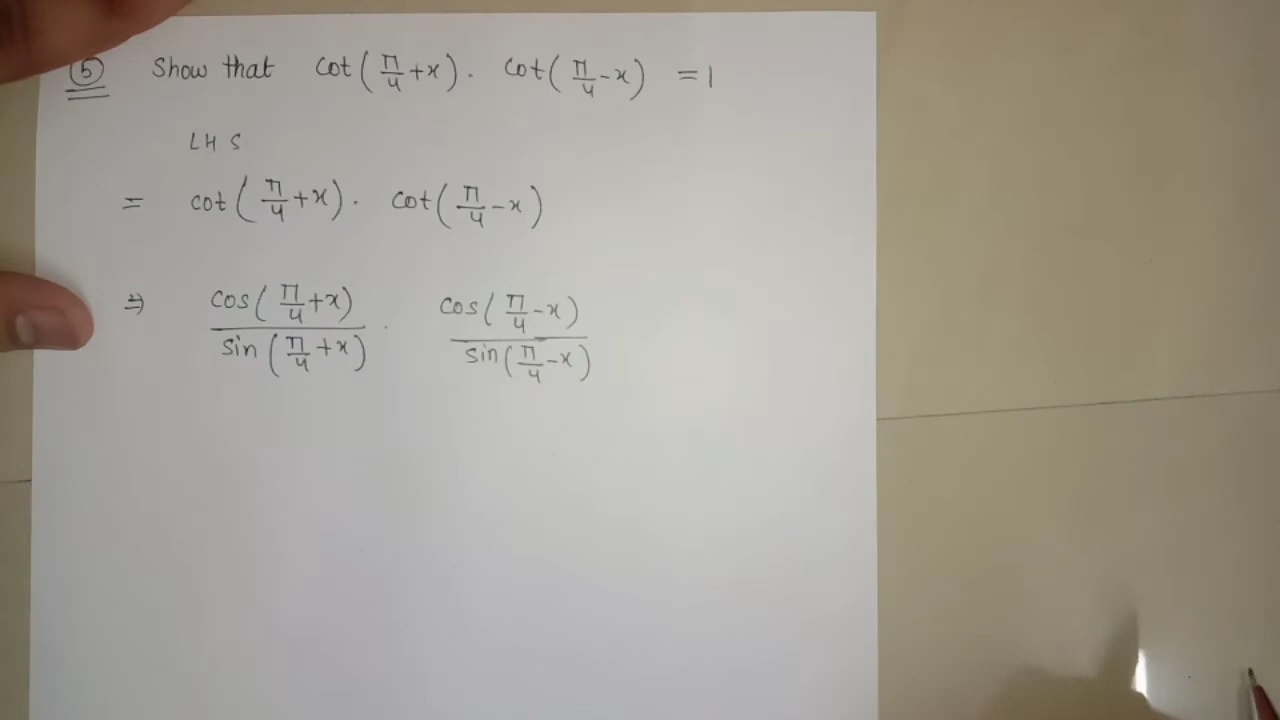 ⑤ Show that cot(π/4+x). cot(π/4-x) =1
LHS
= cot(π/4+x). cot(π/4-x)
⇒ cos(π/4+x)/sin(π/4+x) . cos(π/4-x)/sin(π/4-x)